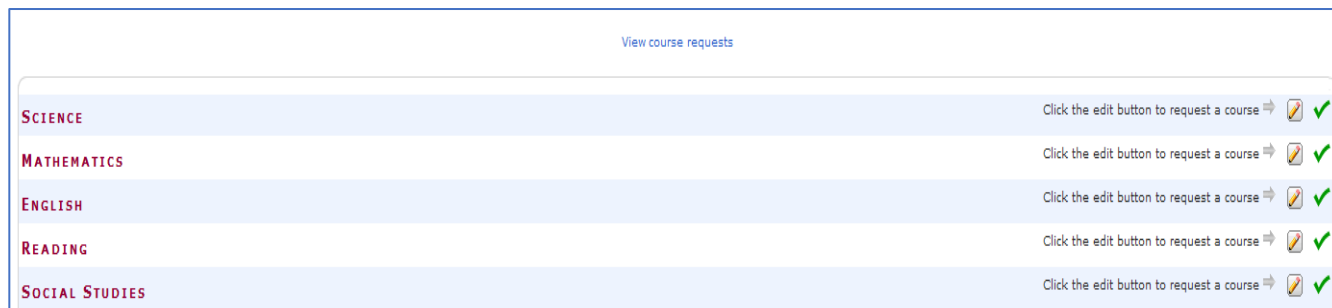 View course requests
SCIENCE Click the edit button to request a course
MATHEMATICS Click the edit button to request a course
ENGLISH Click the edit button to request a course
READING Click the edit button to request a course
SOCIAL STUDIES Click the edit button to request a course